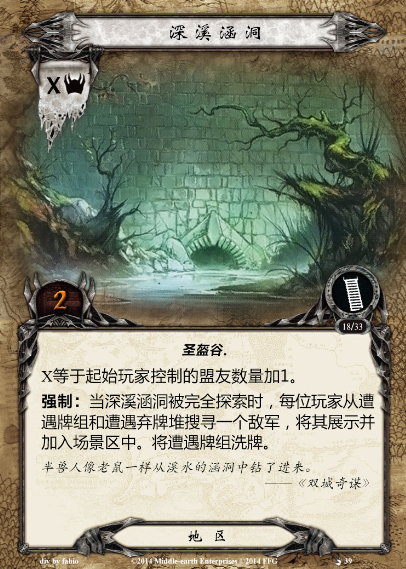 深溪涵洞
X
2
18/33
圣盔谷.
X等于起始玩家控制的盟友数量加1。
强制：当深溪涵洞被完全探索时，每位玩家从遭
遇牌组和遭遇弃牌堆搜寻一个敌军，将其展示并
加入场景区中。将遭遇牌组洗牌。
半兽人像老鼠一样从溪水的涵洞中钻了进来。
——《双城奇谋》
地区
diy by fabio ©2014 Middle-earth Enterprises ©2014 FFG 39